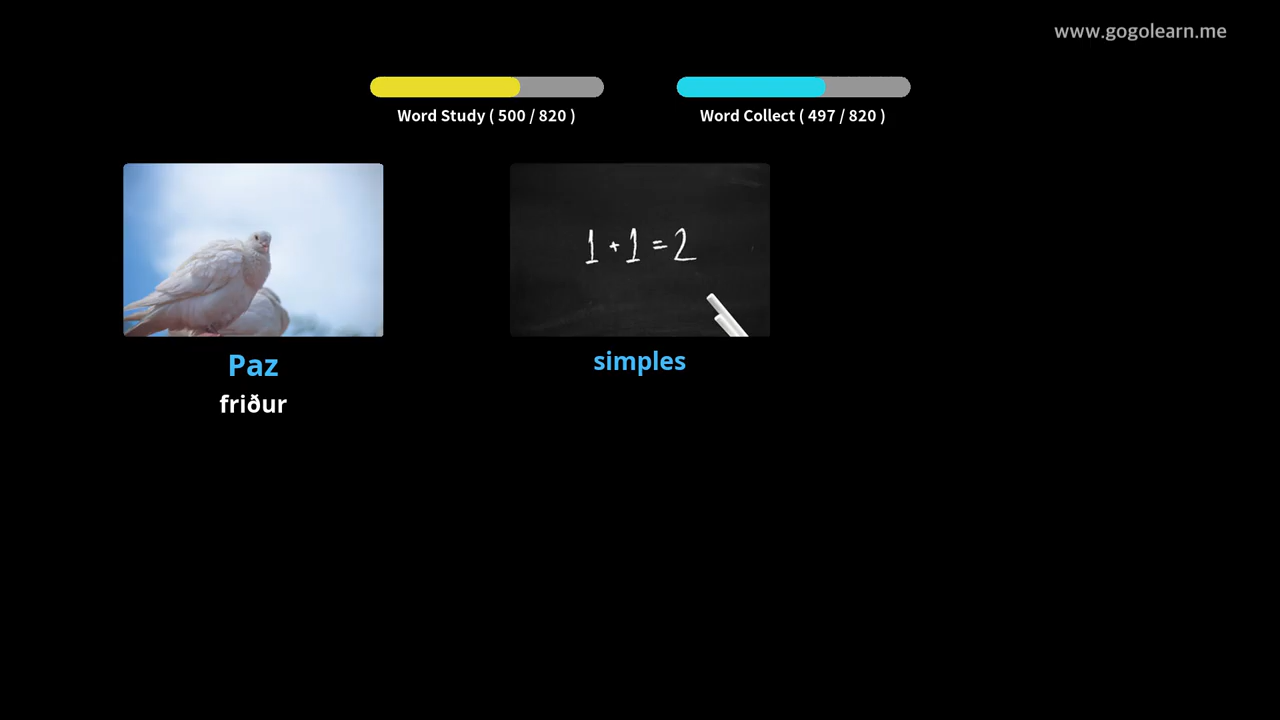 www.gogolearn.me
Word Study ( 500 / 820 )
Word Collect ( 497 / 820 )
1 + 1 = 2
Paz
simples
friður